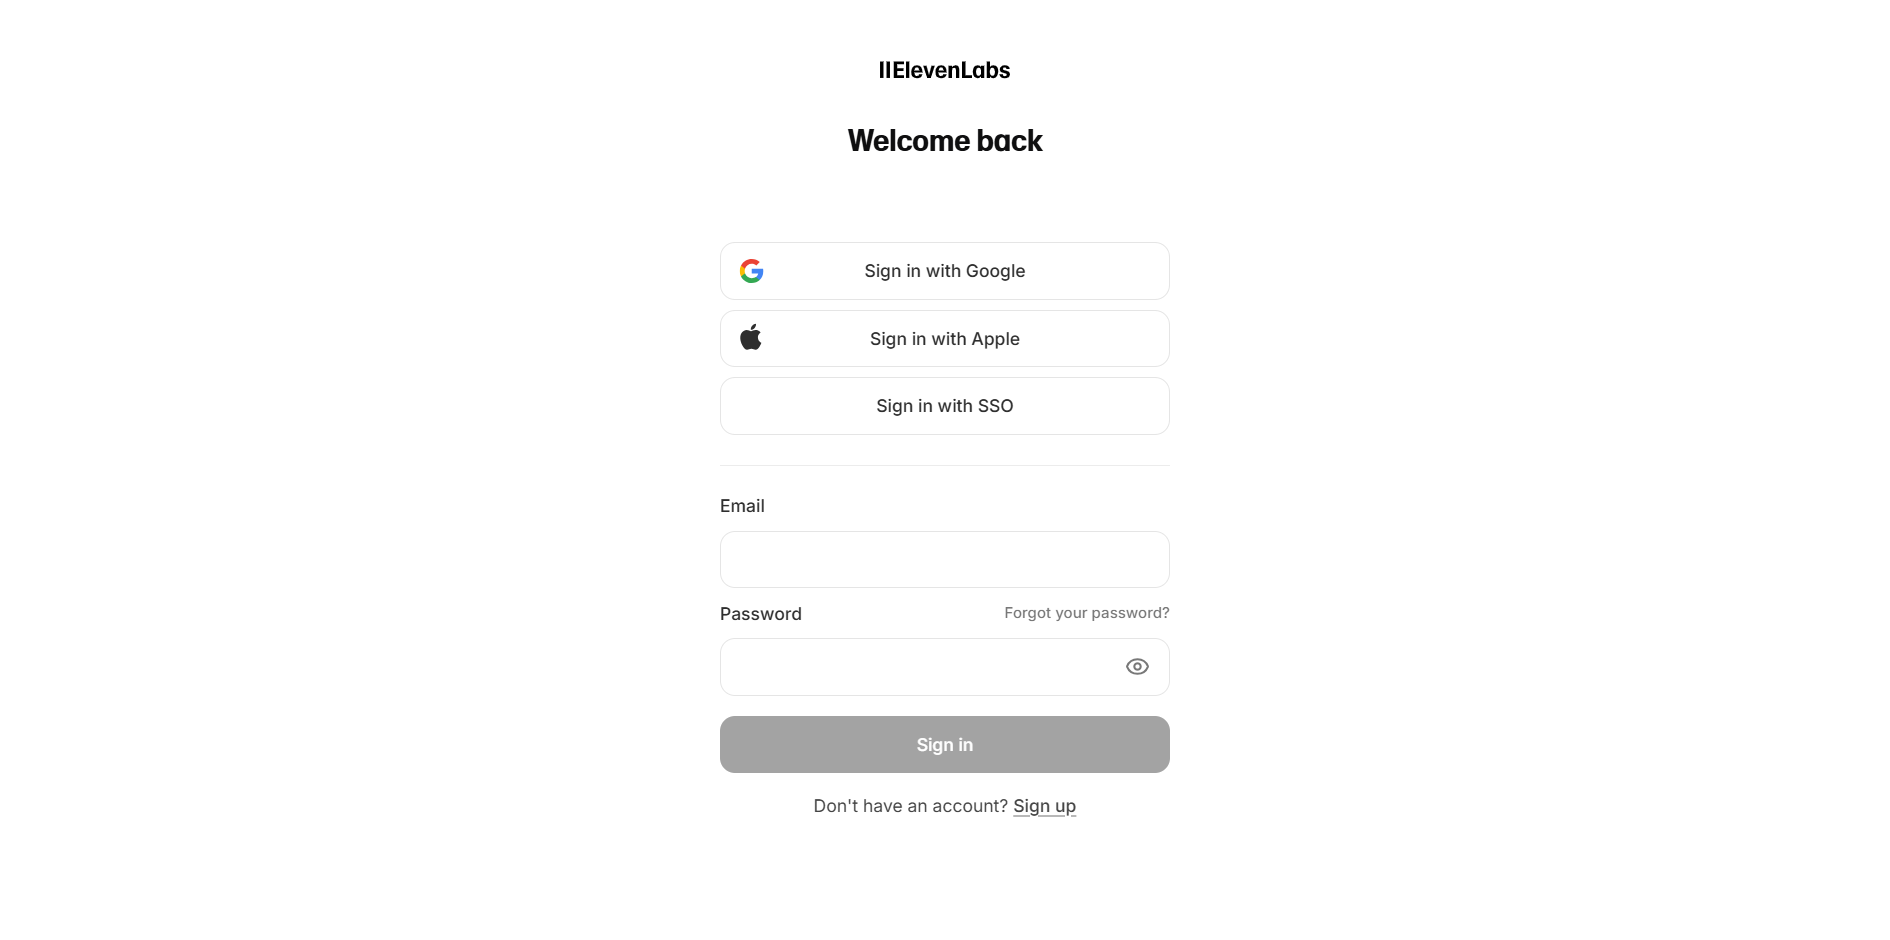 IIElevenLabs
Welcome back
Sign in with Google
Sign in with Apple
Sign in with SSO
Email
Password
Forgot your password?
Sign in
Don't have an account? Sign up